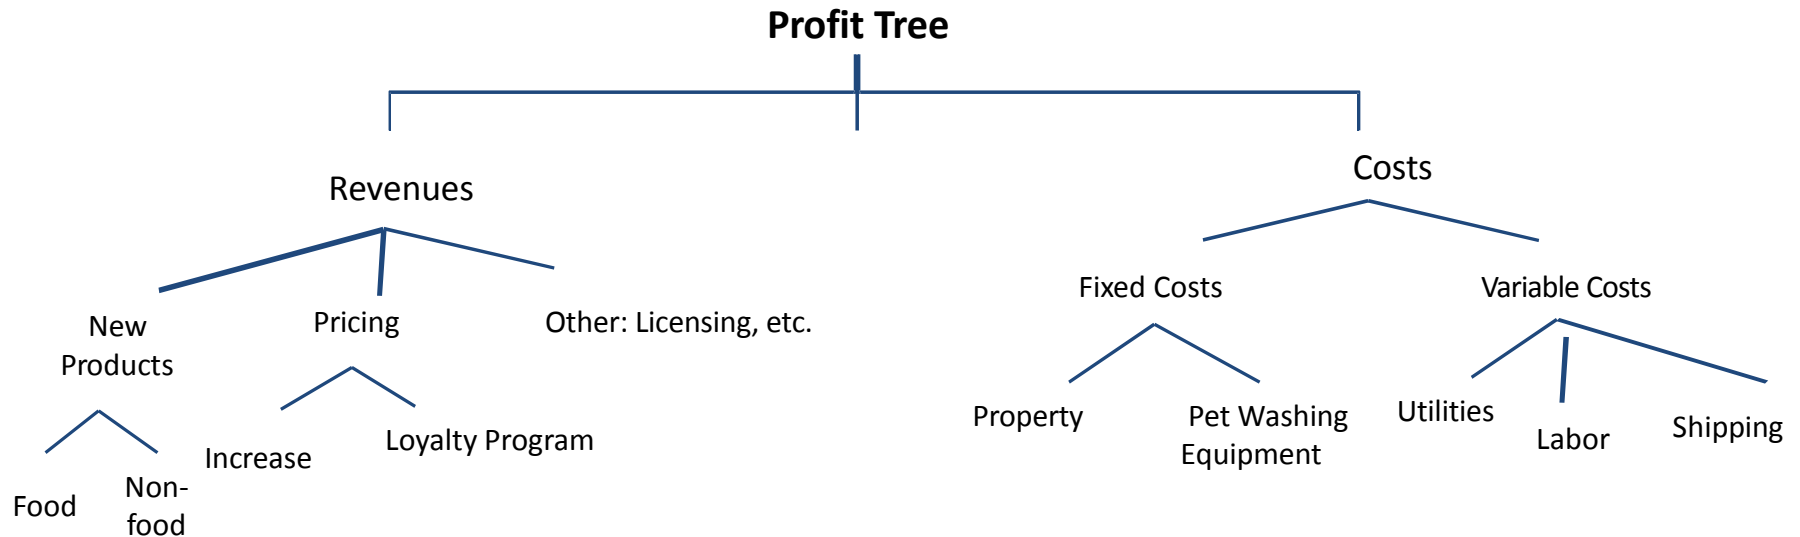 Profit Tree
Revenues
Costs
New
Products
Pricing
Other: Licensing, etc.
Fixed Costs
Variable Costs
Food
Non-
food
Increase
Loyalty Program
Property
Pet Washing
Equipment
Utilities
Labor
Shipping